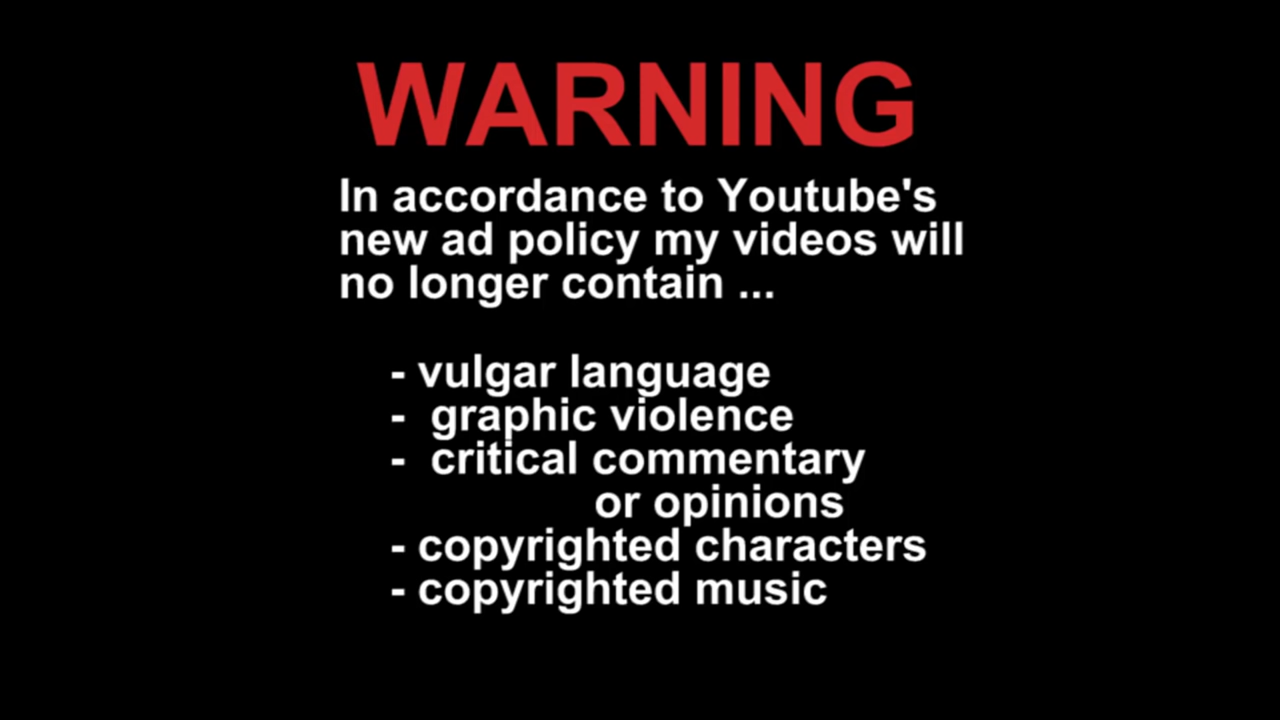 WARNING
In accordance to Youtube's
new ad policy my videos will
no longer contain ...
- vulgar language
- graphic violence
- critical commentary
or opinions
- copyrighted characters
- copyrighted music